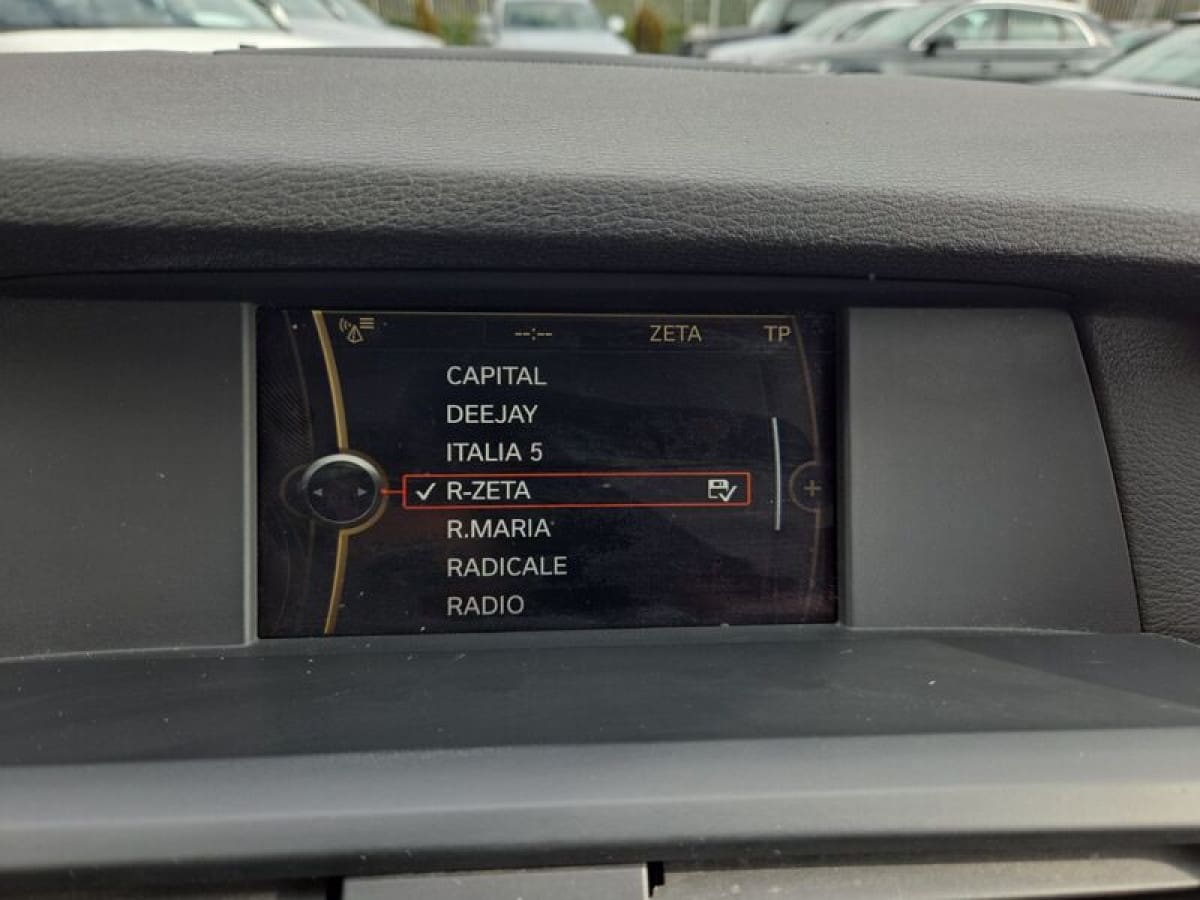 --:-- ZETA TP
CAPITAL
DEEJAY
ITALIA 5
R-ZETA
R.MARIA
RADICALE
RADIO